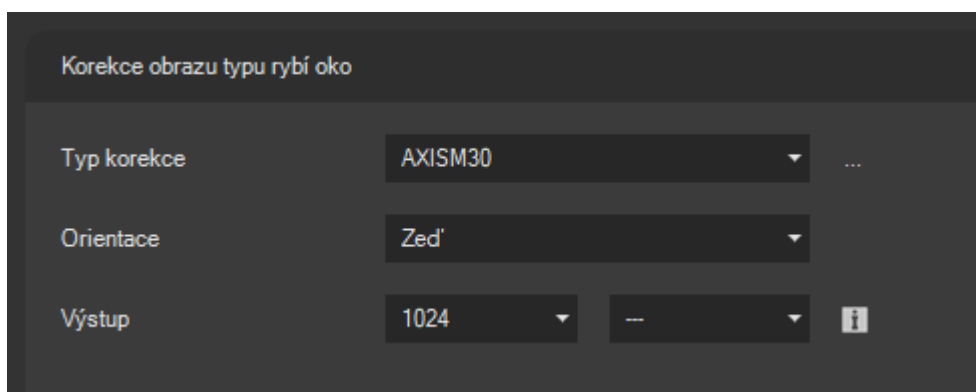 Korekce obrazu typu rybí oko
Typ korekce AXISM30 ...
Orientace Zeď
Výstup 1024 --- i